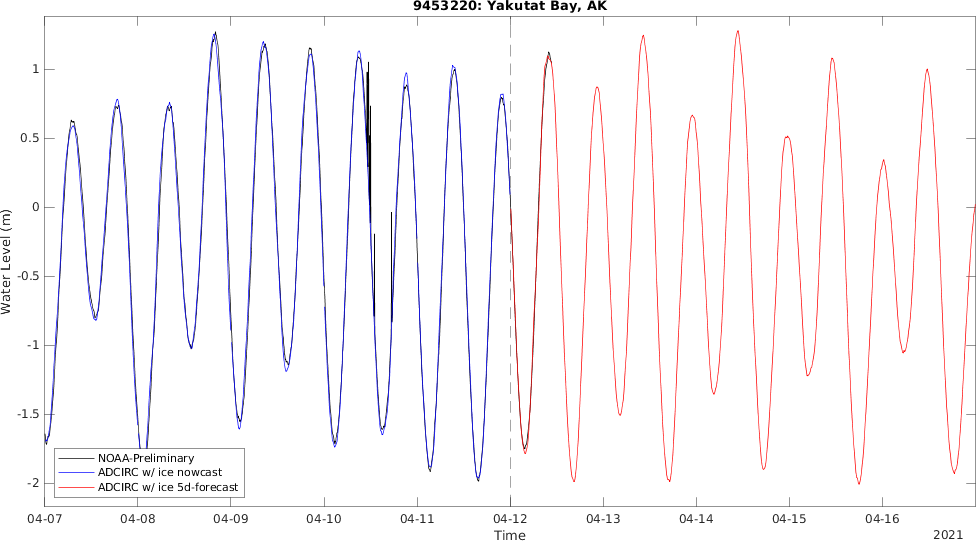 9453220: Yakutat Bay, AK
Water Level (m)
1
0.5
0
-0.5
-1
-1.5
-2
NOAA-Preliminary
ADCIRC w/ ice nowcast
ADCIRC w/ ice 5d-forecast
04-07 04-08 04-09 04-10 04-11 04-12 04-13 04-14 04-15 04-16
Time
2021